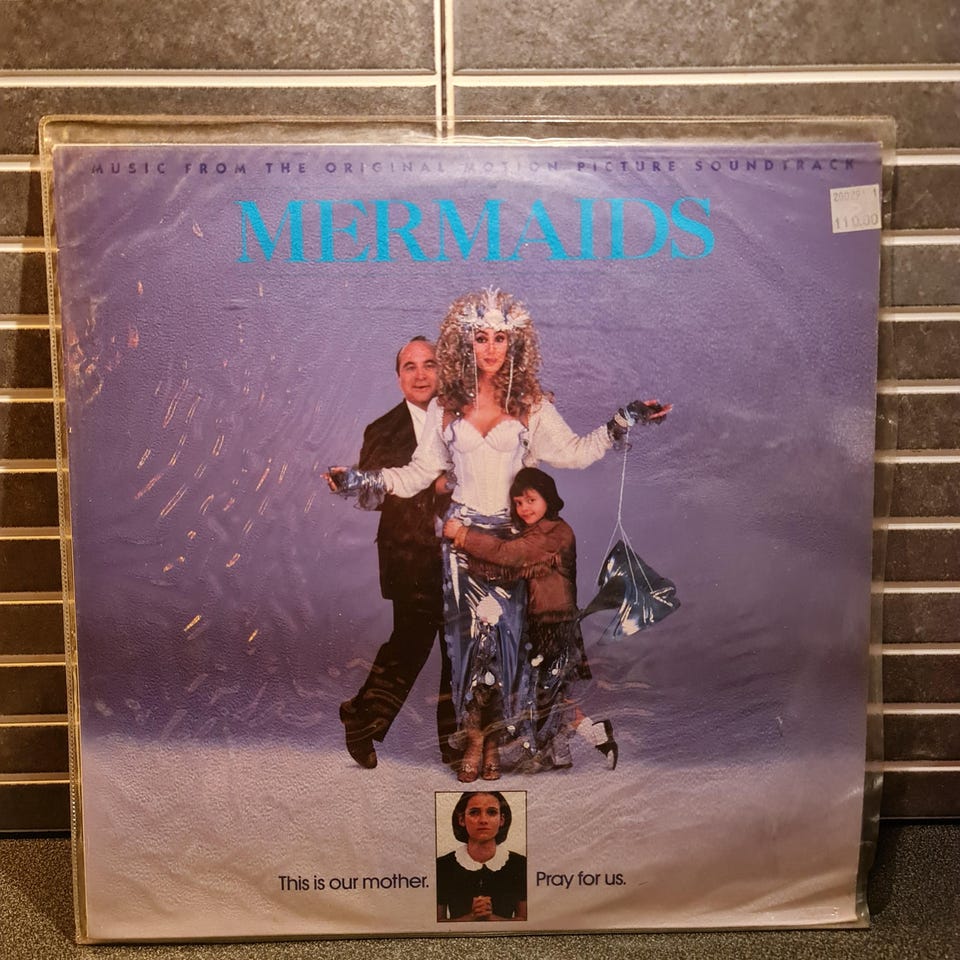 MUSIC FROM THE ORIGINAL MOTION PICTURE SOUNDTRACK
MERMAIDS
110.00
This is our mother. Pray for us.